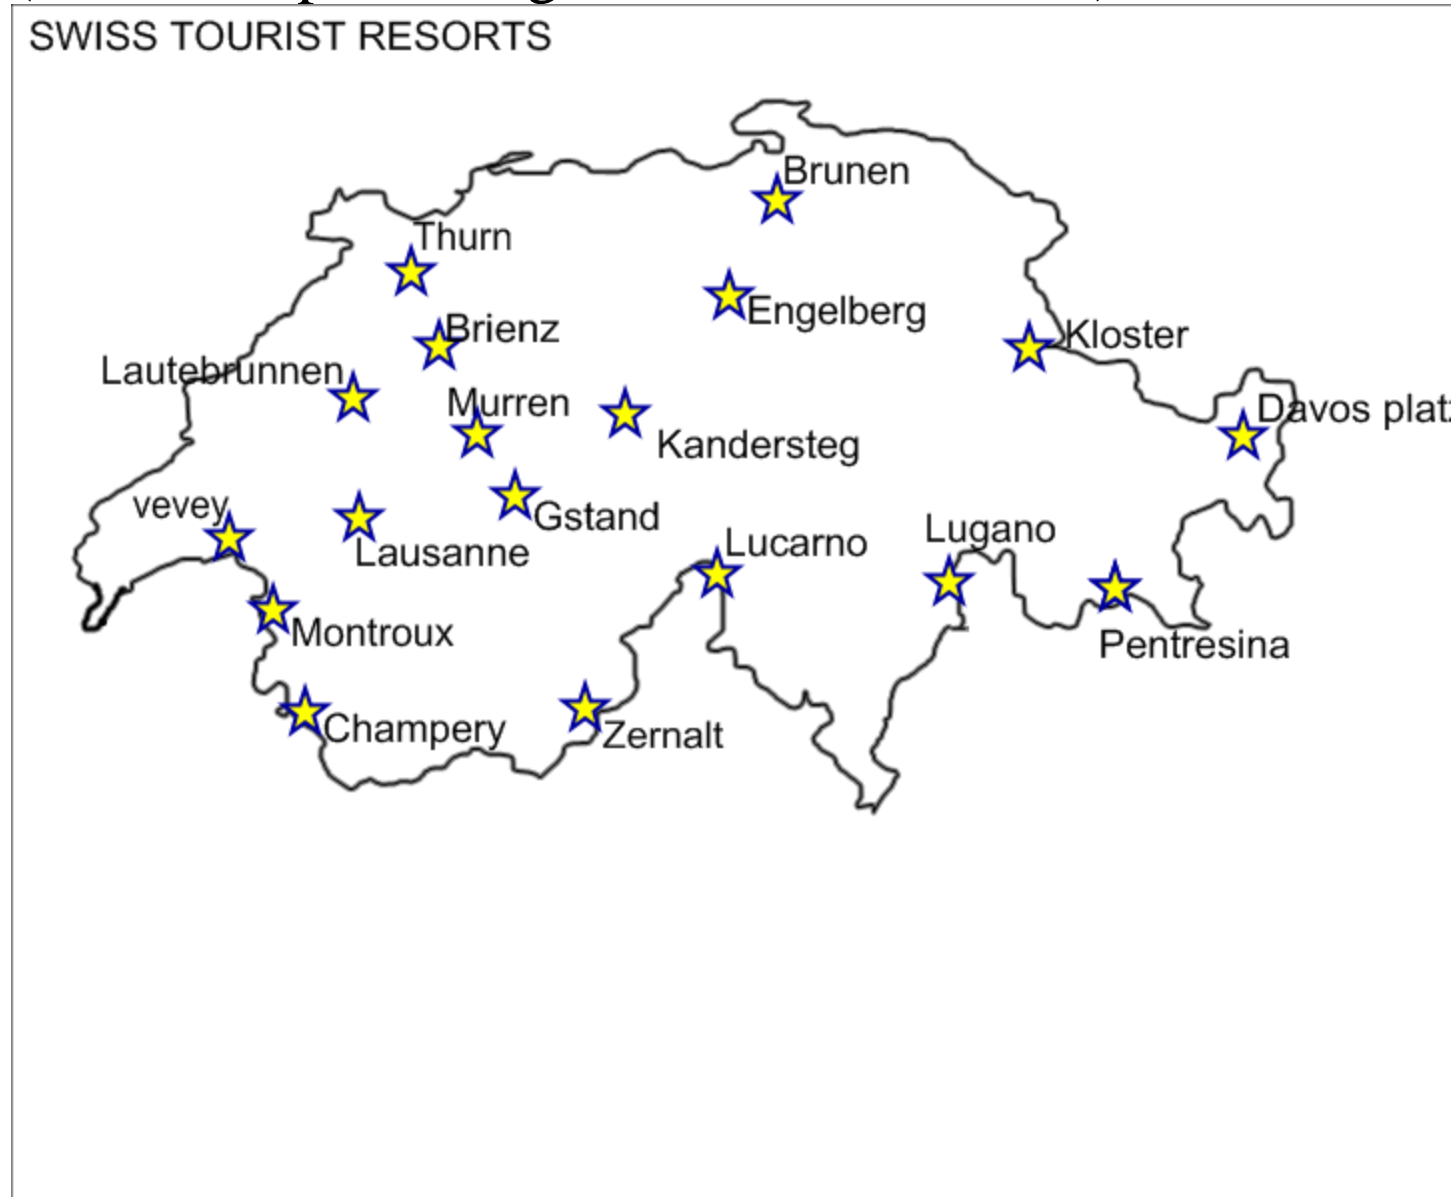 SWISS TOURIST RESORTS
Brunen
Thurn
Engelberg
Brienz
Kloster
Lautebrunnen
Murren
Davos platz
Kandersteg
vevey
Gstand
Lausanne
Lucarno
Lugano
Montroux
Pentresina
Champery
Zernalt